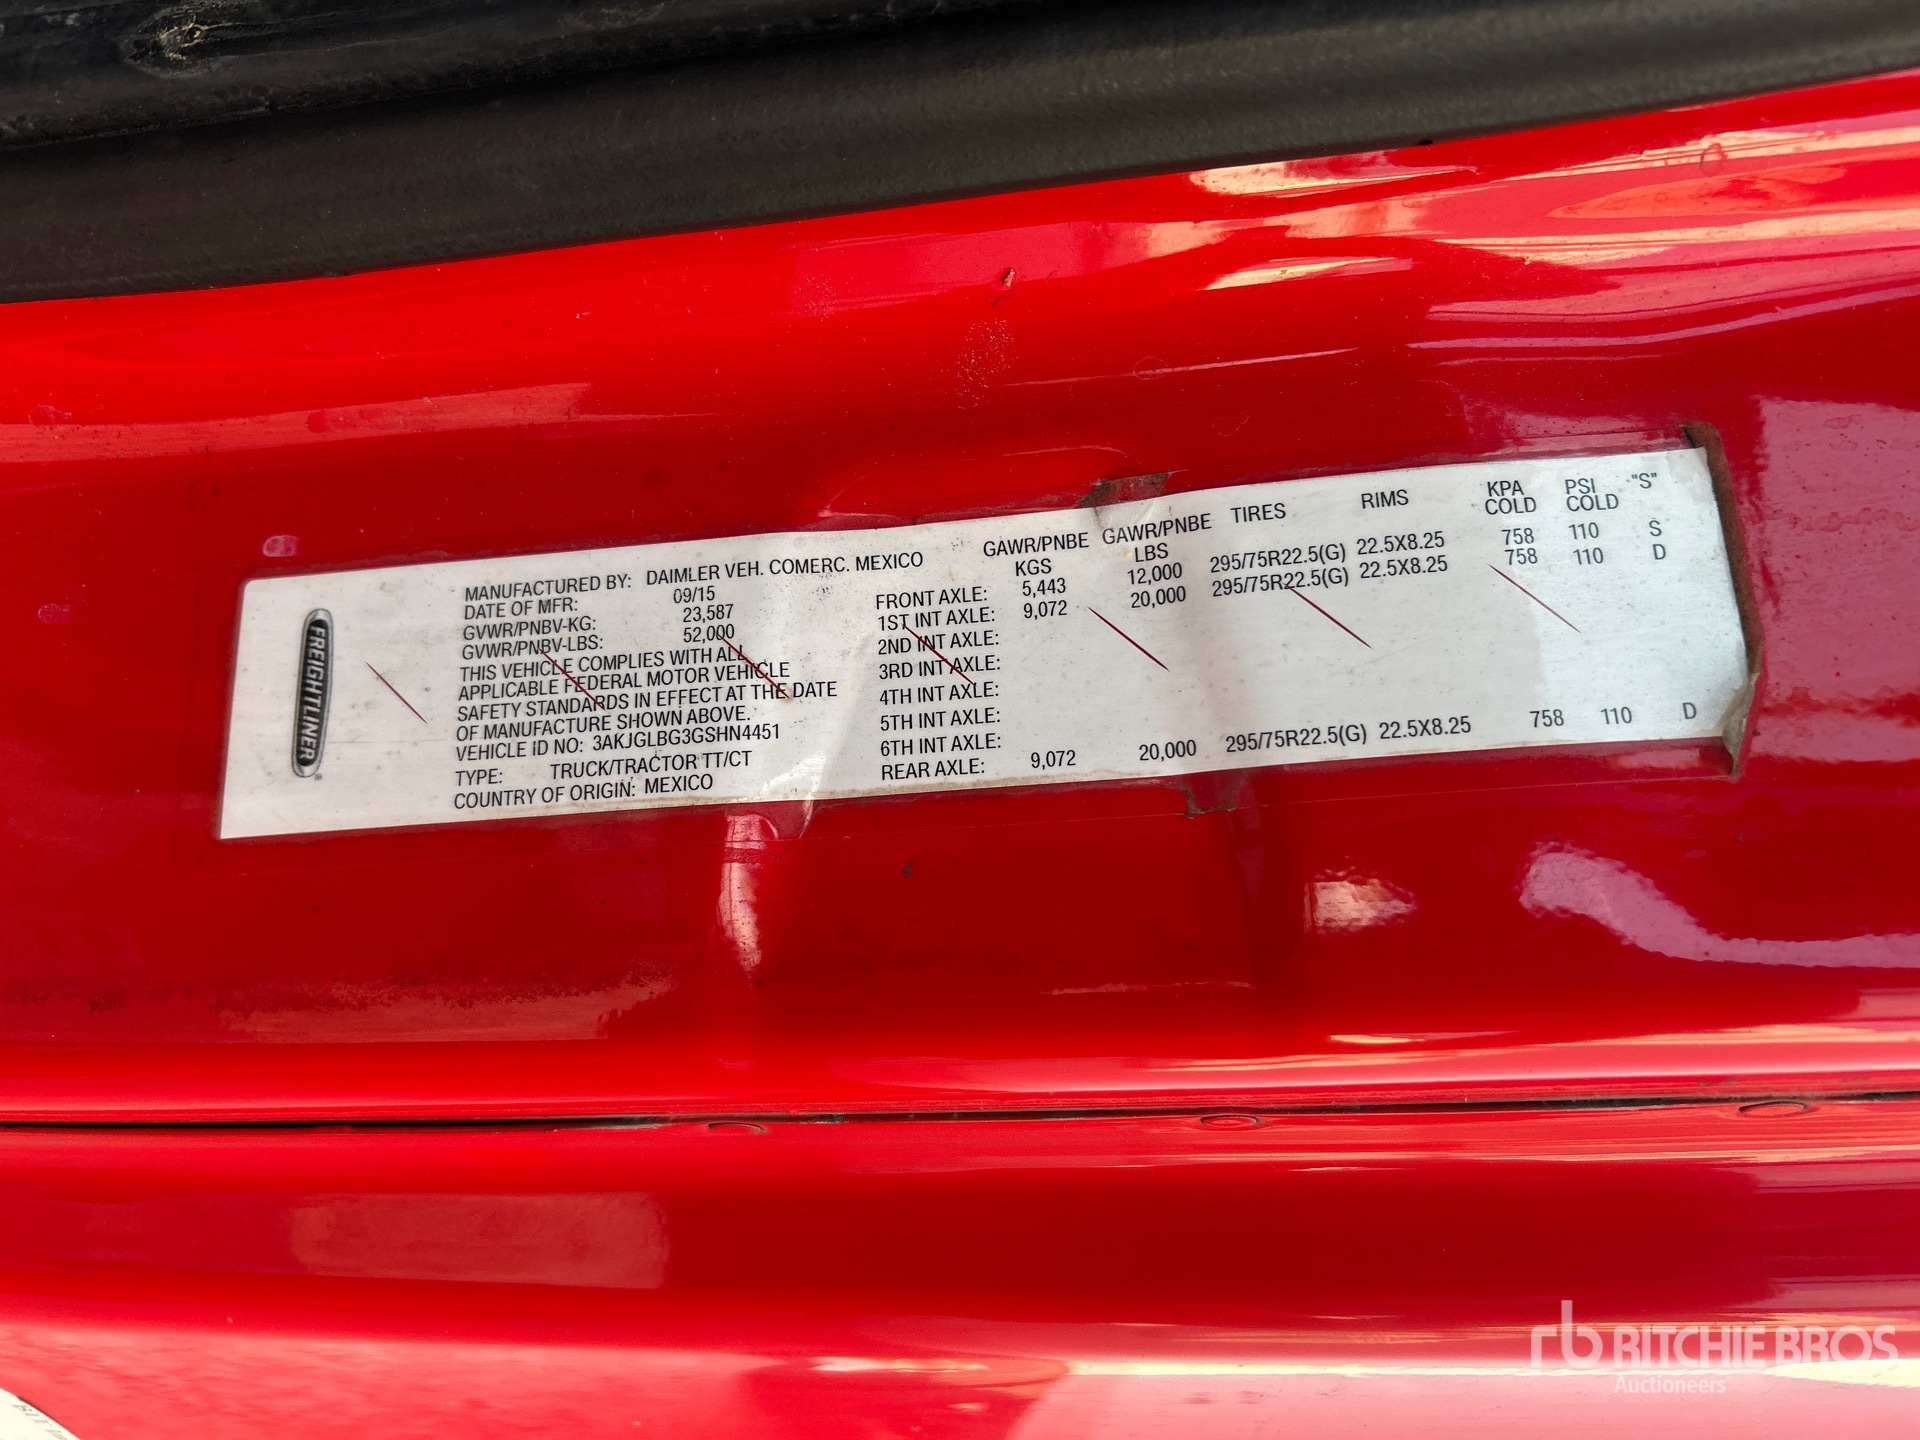 FREIGHTLINER
MANUFACTURED BY: DAIMLER VEH. COMERC. MEXICO
DATE OF MFR: 09/15
GVWR/PNBV-KG: 23,587
GVWR/PNBV-LBS: 52,000
THIS VEHICLE COMPLIES WITH ALL
APPLICABLE FEDERAL MOTOR VEHICLE
SAFETY STANDARDS IN EFFECT AT THE DATE
OF MANUFACTURE SHOWN ABOVE.
VEHICLE ID NO: 3AKJGLBG3GSHN4451
TYPE: TRUCK/TRACTOR TT/CT
COUNTRY OF ORIGIN: MEXICO
GAWR/PNBE KGS GAWR/PNBE LBS TIRES RIMS KPA COLD PSI COLD "S"
FRONT AXLE: 5,443 12,000 295/75R22.5(G) 22.5X8.25 758 110 S
1ST INT AXLE: 9,072 20,000 295/75R22.5(G) 22.5X8.25 758 110 D
2ND INT AXLE:
3RD INT AXLE:
4TH INT AXLE:
5TH INT AXLE:
6TH INT AXLE:
REAR AXLE: 9,072 20,000 295/75R22.5(G) 22.5X8.25 758 110 D
rb RITCHIE BROS
Auctioneers